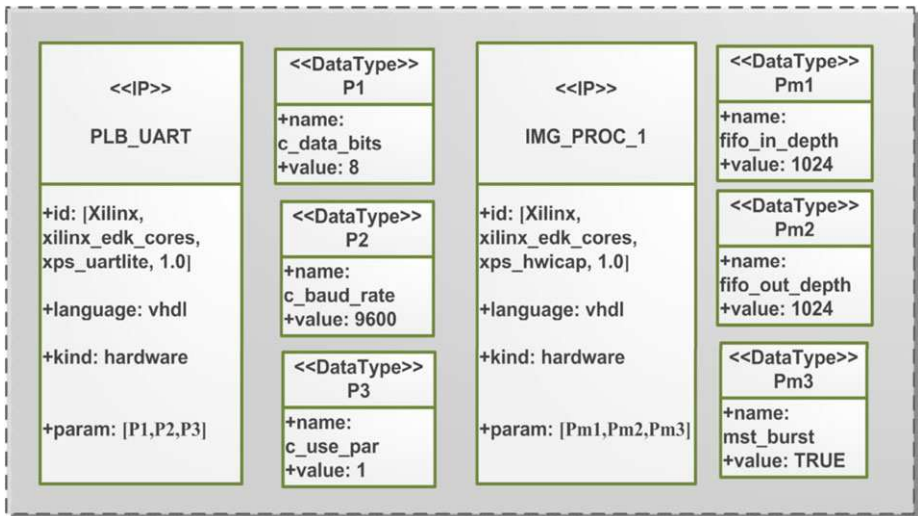 <<IP>>
PLB_UART
+id: [Xilinx,
xilinx_edk_cores,
xps_uartlite, 1.0]
+language: vhdl
+kind: hardware
+param: [P1,P2,P3]
<<DataType>>
P1
+name:
c_data_bits
+value: 8
<<DataType>>
P2
+name:
c_baud_rate
+value: 9600
<<DataType>>
P3
+name:
c_use_par
+value: 1
<<IP>>
IMG_PROC_1
+id: [Xilinx,
xilinx_edk_cores,
xps_hwicap, 1.0]
+language: vhdl
+kind: hardware
+param: [Pm1,Pm2,Pm3]
<<DataType>>
Pm1
+name:
fifo_in_depth
+value: 1024
<<DataType>>
Pm2
+name:
fifo_out_depth
+value: 1024
<<DataType>>
Pm3
+name:
mst_burst
+value: TRUE